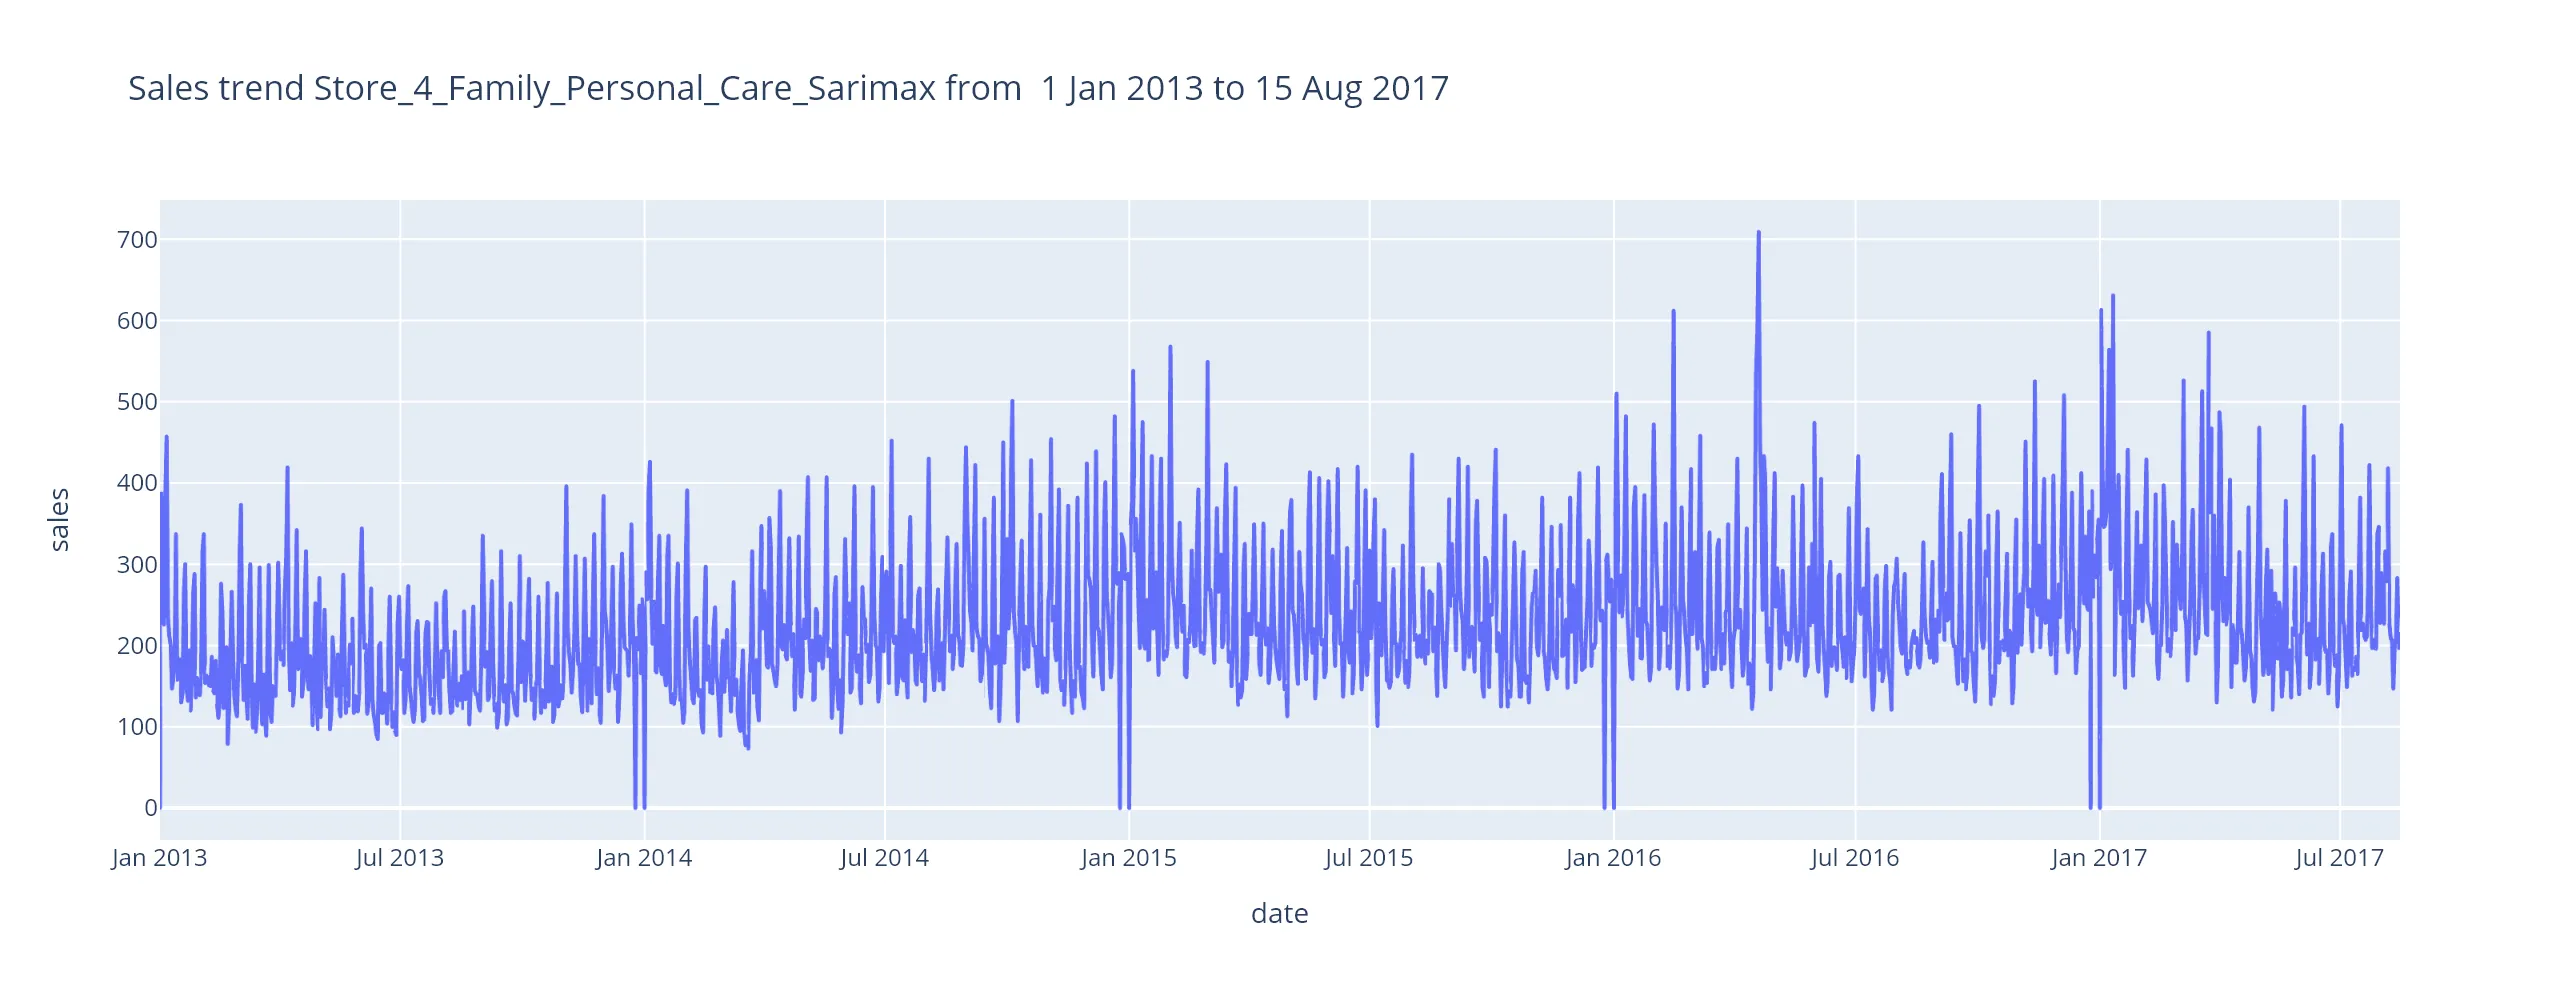 Sales trend Store_4_Family_Personal_Care_Sarimax from  1 Jan 2013 to 15 Aug 2017
700
600
500
400
300
200
100
0
sales
Jan 2013 Jul 2013 Jan 2014 Jul 2014 Jan 2015 Jul 2015 Jan 2016 Jul 2016 Jan 2017 Jul 2017
date